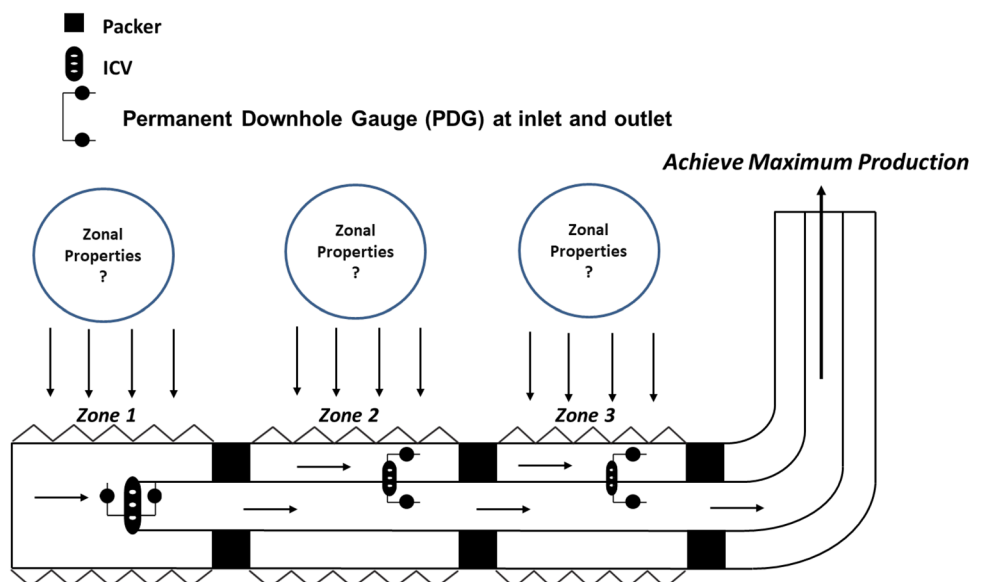 Packer
ICV
Permanent Downhole Gauge (PDG) at inlet and outlet
Achieve Maximum Production
Zonal
Properties
?
Zonal
Properties
?
Zonal
Properties
?
Zone 1
Zone 2
Zone 3